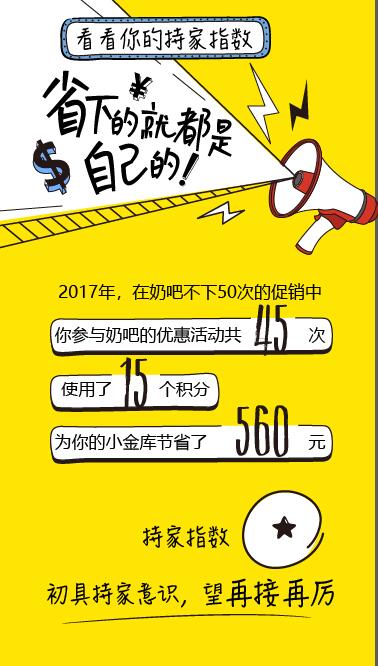 看看你的持家指数
省下的就都是
自己的!
2017年，在奶吧不下50次的促销中
你参与奶吧的优惠活动共 45 次
使用了 15 个积分
为你的小金库节省了 560 元
持家指数
初具持家意识，望再接再厉